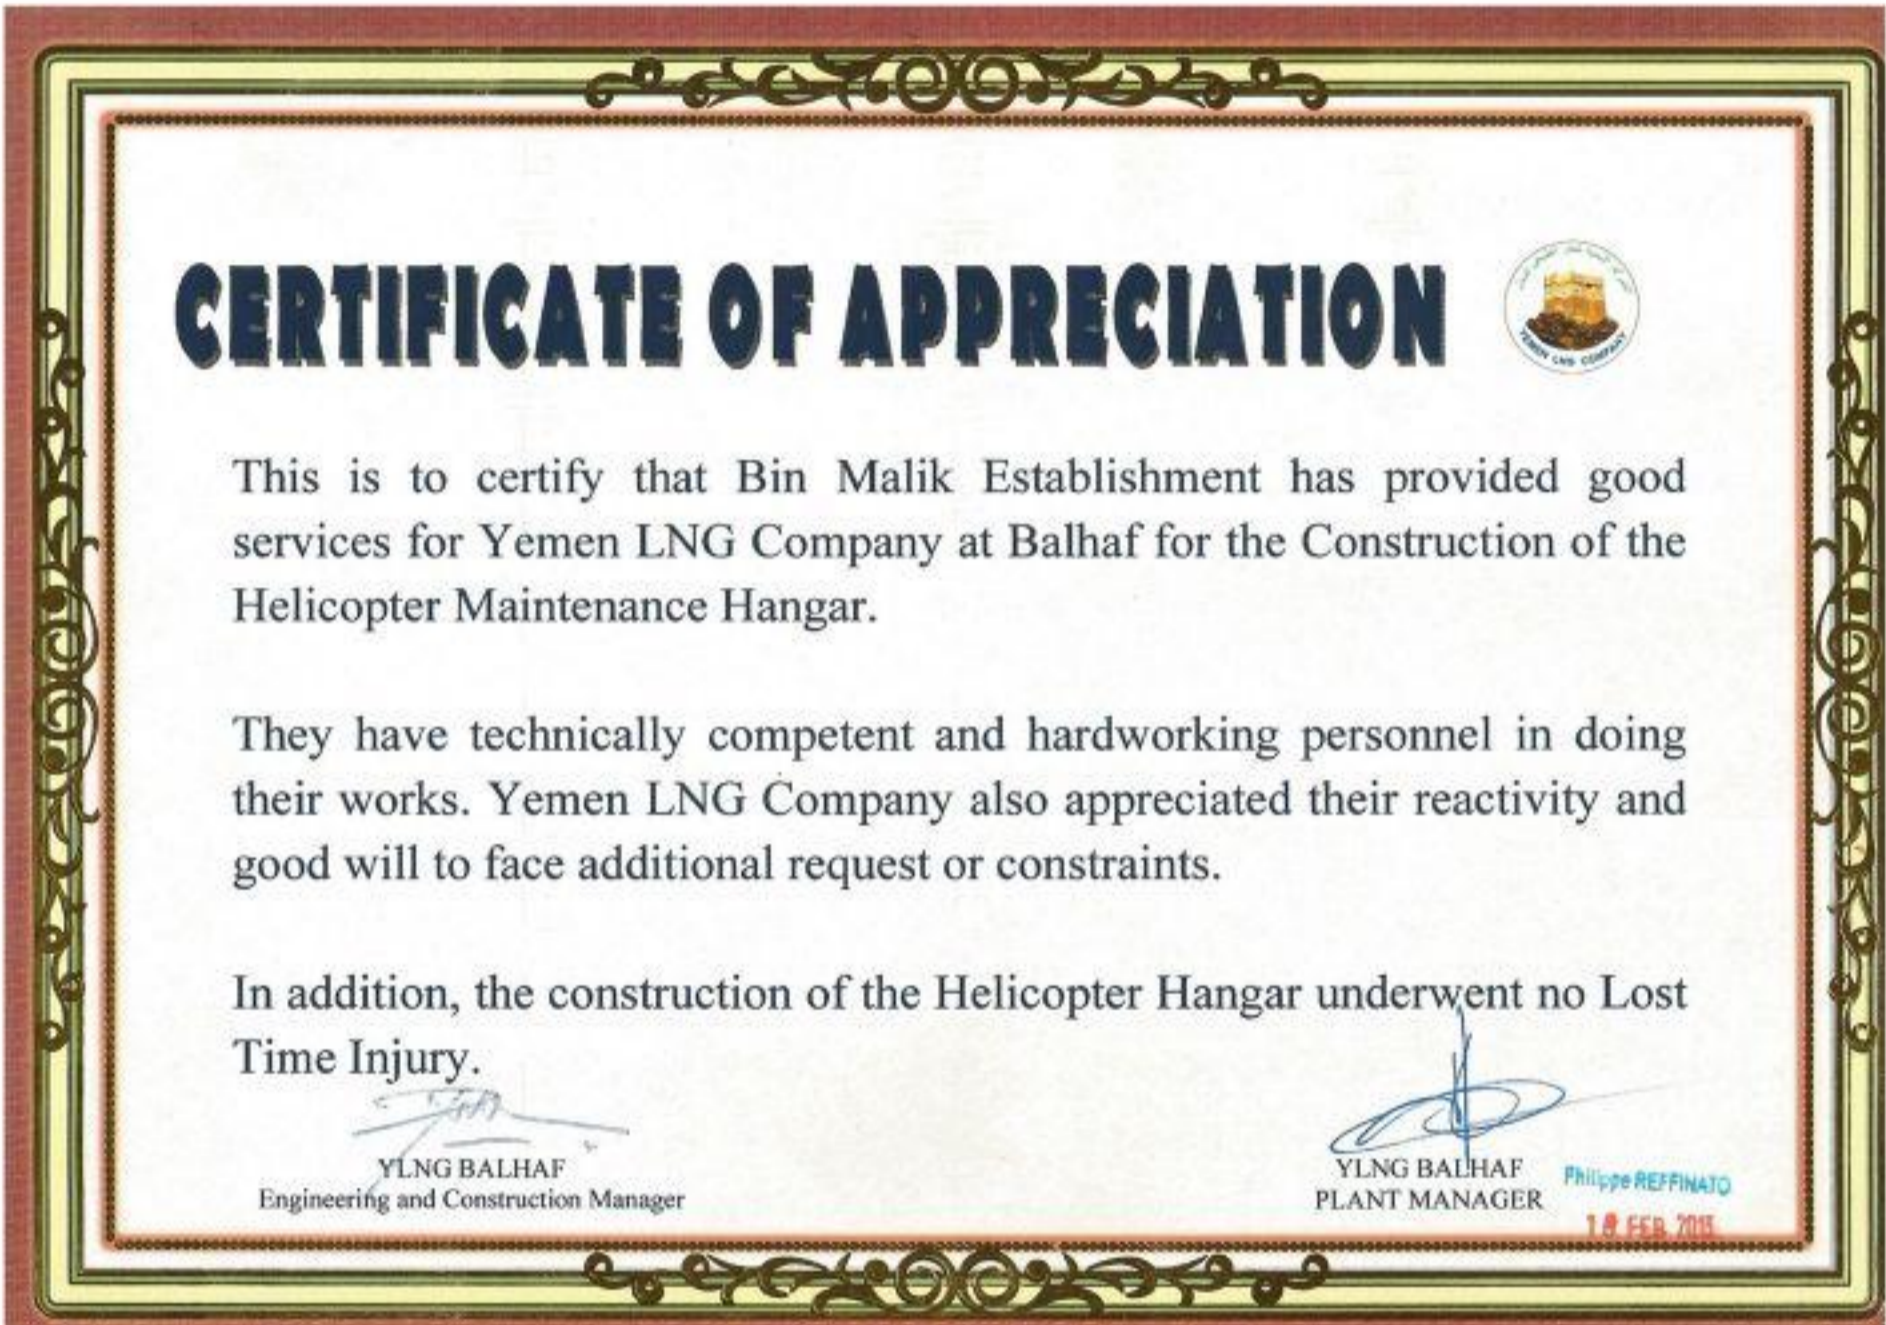 CERTIFICATE OF APPRECIATION
YEMEN LNG COMPANY
This is to certify that Bin Malik Establishment has provided good
services for Yemen LNG Company at Balhaf for the Construction of the
Helicopter Maintenance Hangar.
They have technically competent and hardworking personnel in doing
their works. Yemen LNG Company also appreciated their reactivity and
good will to face additional request or constraints.
In addition, the construction of the Helicopter Hangar underwent no Lost
Time Injury.
YLNG BALHAF
Engineering and Construction Manager
YLNG BALHAF
PLANT MANAGER
Philippe REFFINATO
FEB